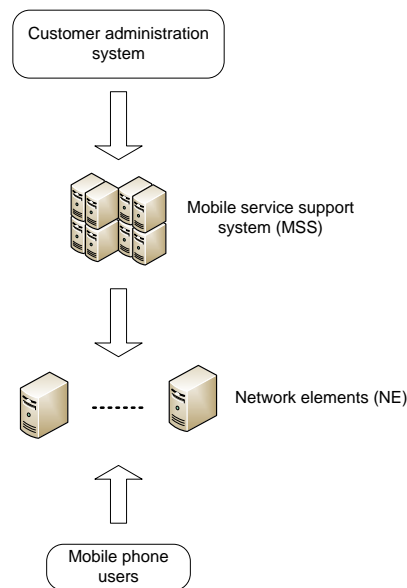 Customer administration
system
Mobile service support
system (MSS)
Network elements (NE)
Mobile phone
users